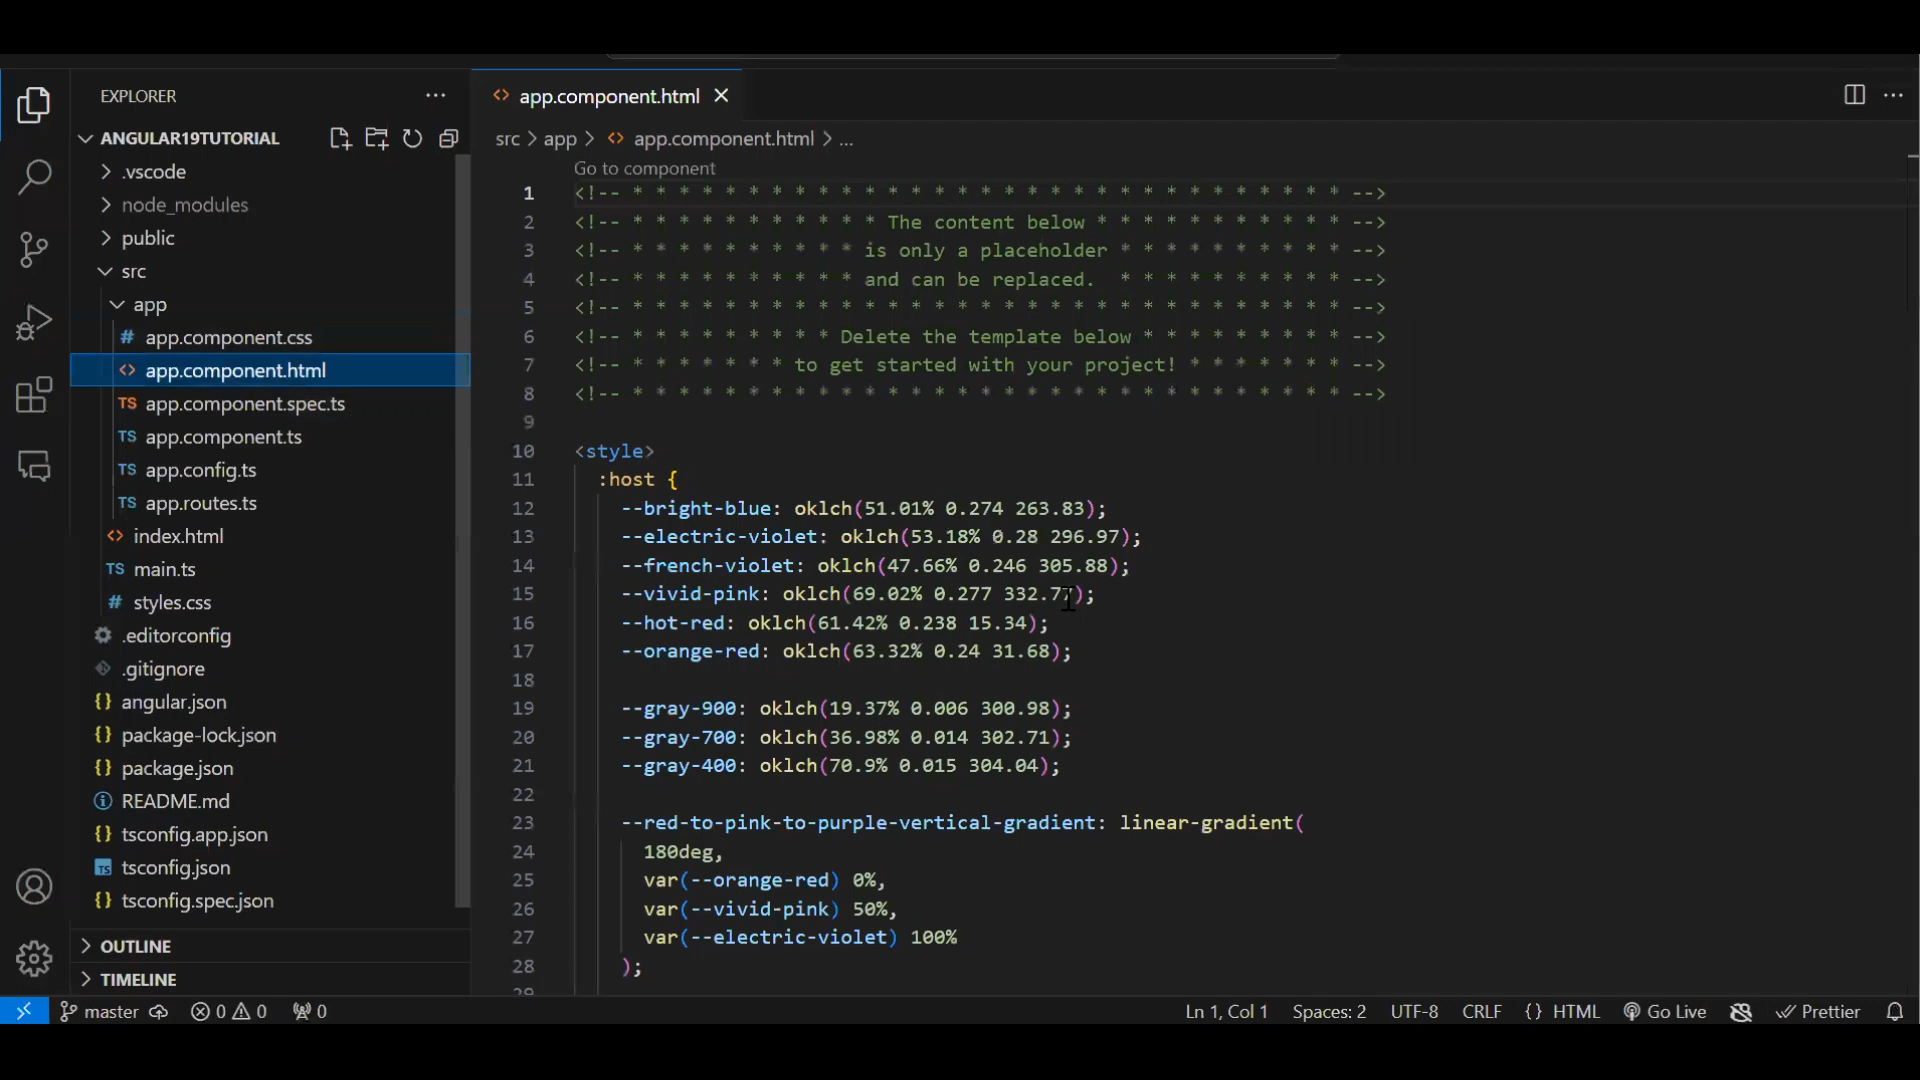 EXPLORER
ANGULAR19TUTORIAL
.vscode
node_modules
public
src
app
# app.component.css
<> app.component.html
TS app.component.spec.ts
TS app.component.ts
TS app.config.ts
TS app.routes.ts
<> index.html
TS main.ts
# styles.css
.editorconfig
.gitignore
{} angular.json
{} package-lock.json
{} package.json
README.md
{} tsconfig.app.json
TS tsconfig.json
{} tsconfig.spec.json
OUTLINE
TIMELINE
<> app.component.html
src > app > <> app.component.html > ...
Go to component
1 <!-- * * * * * * * * * * * * * * * * * * * * * * * * * * * * * * * -->
2 <!-- * * * * * * * * * * * The content below * * * * * * * * * * * -->
3 <!-- * * * * * * * * * * is only a placeholder * * * * * * * * * * -->
4 <!-- * * * * * * * * * * and can be replaced.  * * * * * * * * * * -->
5 <!-- * * * * * * * * * * * * * * * * * * * * * * * * * * * * * * * -->
6 <!-- * * * * * * * * * Delete the template below * * * * * * * * * -->
7 <!-- * * * * * * * to get started with your project! * * * * * * * -->
8 <!-- * * * * * * * * * * * * * * * * * * * * * * * * * * * * * * * -->
9
10 <style>
11 :host {
12 --bright-blue: oklch(51.01% 0.274 263.83);
13 --electric-violet: oklch(53.18% 0.28 296.97);
14 --french-violet: oklch(47.66% 0.246 305.88);
15 --vivid-pink: oklch(69.02% 0.277 332.77);
16 --hot-red: oklch(61.42% 0.238 15.34);
17 --orange-red: oklch(63.32% 0.24 31.68);
18
19 --gray-900: oklch(19.37% 0.006 300.98);
20 --gray-700: oklch(36.98% 0.014 302.71);
21 --gray-400: oklch(70.9% 0.015 304.04);
22
23 --red-to-pink-to-purple-vertical-gradient: linear-gradient(
24 180deg,
25 var(--orange-red) 0%,
26 var(--vivid-pink) 50%,
27 var(--electric-violet) 100%
28 );
29
master 0 0 0 Ln 1, Col 1 Spaces: 2 UTF-8 CRLF {} HTML Go Live Prettier